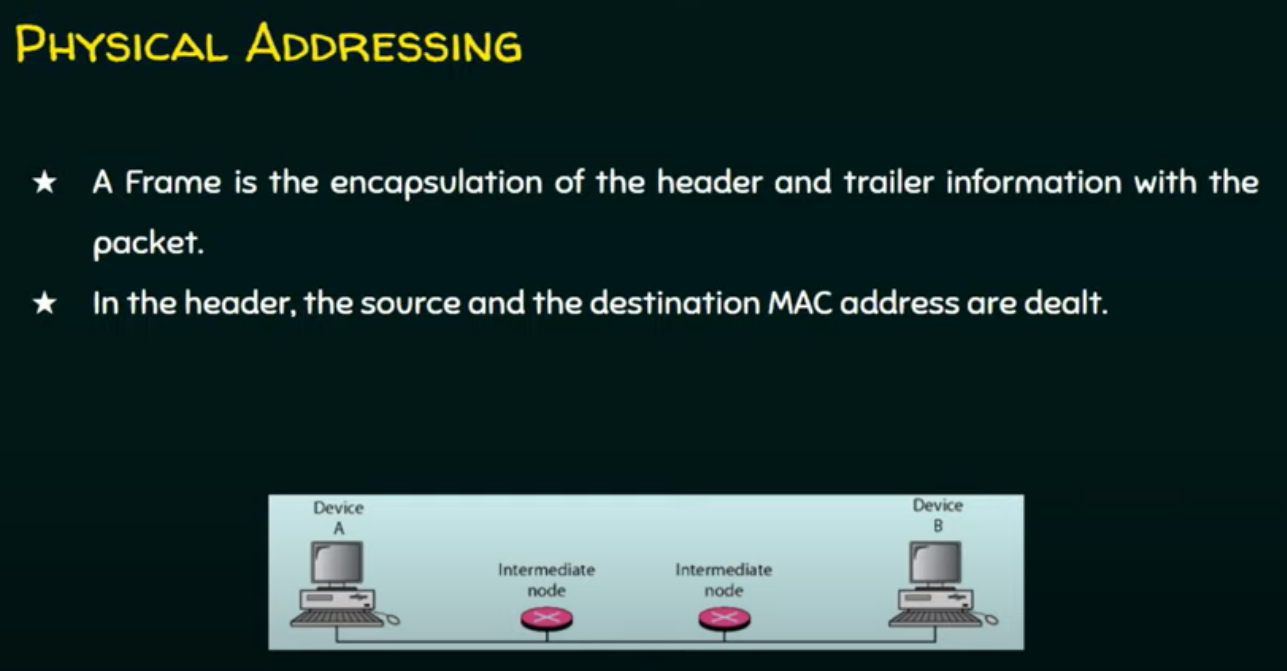 PHYSICAL ADDRESSING
★ A Frame is the encapsulation of the header and trailer information with the
packet.
★ In the header, the source and the destination MAC address are dealt.
Device
A
Intermediate
node
Intermediate
node
Device
B